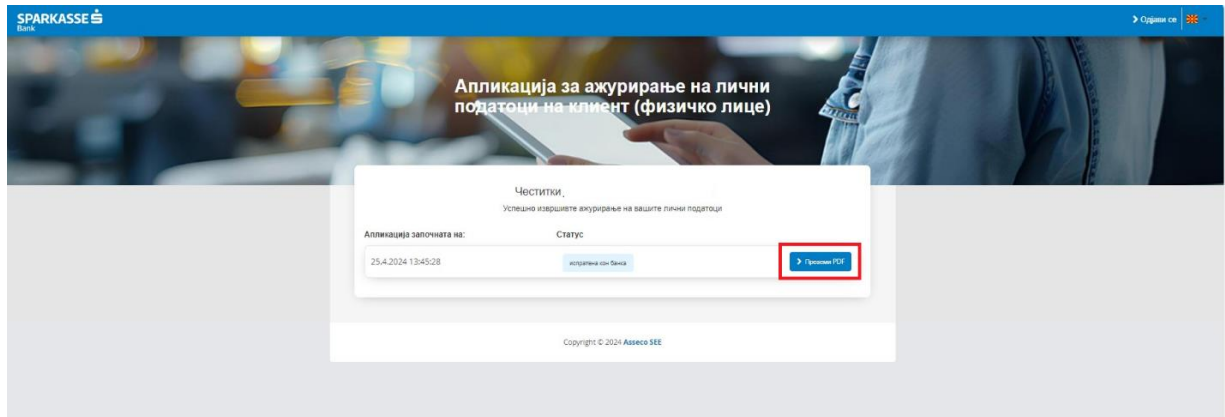 SPARKASSE
Bank
Одјави се
Апликација за ажурирање на лични
податоци на клиент (физичко лице)
Честитки,
Успешно извршивте ажурирање на вашите лични податоци
Апликација започната на:
Статус
25.4.2024 13:45:28
испратена кон банка
Превземи PDF
Copyright © 2024 Asseco SEE